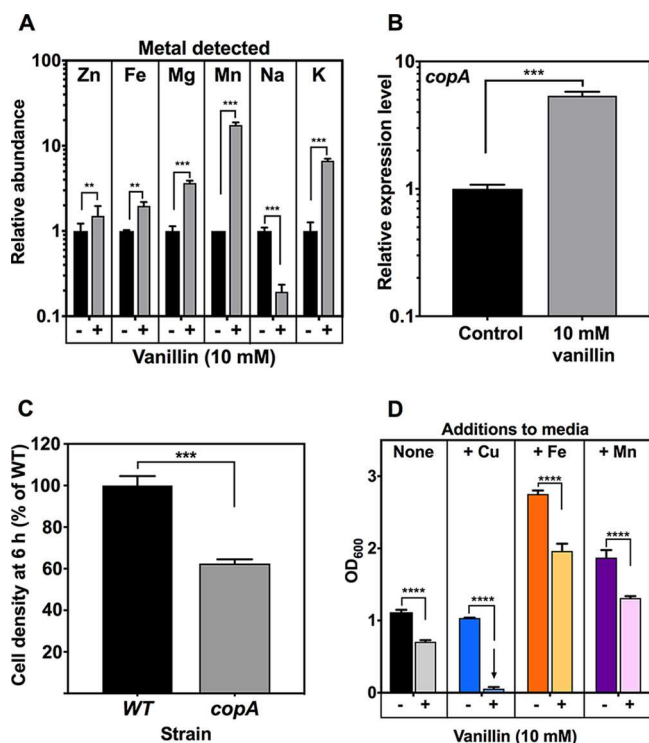 A
Metal detected
Zn Fe Mg Mn Na K
Relative abundance
100
10
1
0.1
** ** *** *** *** ***
- + - + - + - + - + - +
Vanillin (10 mM)
B
copA
***
Relative expression level
10
1
0.1
Control 10 mM
vanillin
C
***
Cell density at 6 h (% of WT)
120
100
80
60
40
20
WT copA
Strain
D
Additions to media
None + Cu + Fe + Mn
OD600
3
2
1
0
**** **** **** ****
- + - + - + - +
Vanillin (10 mM)